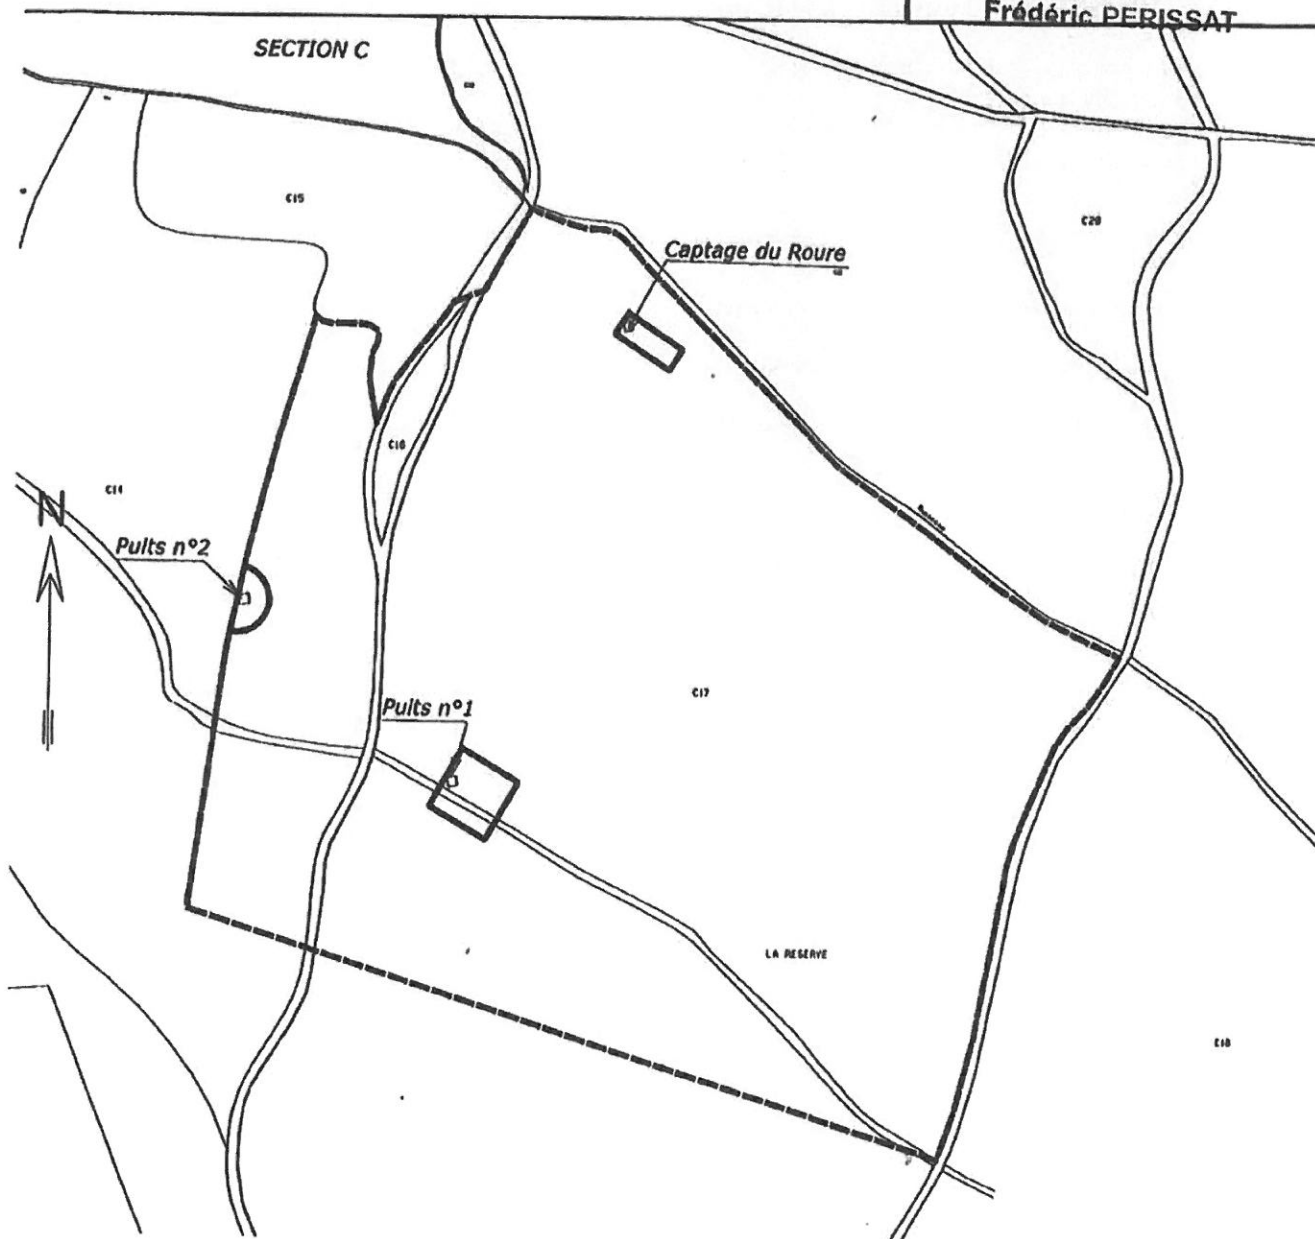 Frédéric PERISSAT
SECTION C
C15
C20
Captage du Roure
C16
C14
N
Puits n°2
C17
Puits n°1
LA RESERVE
C18